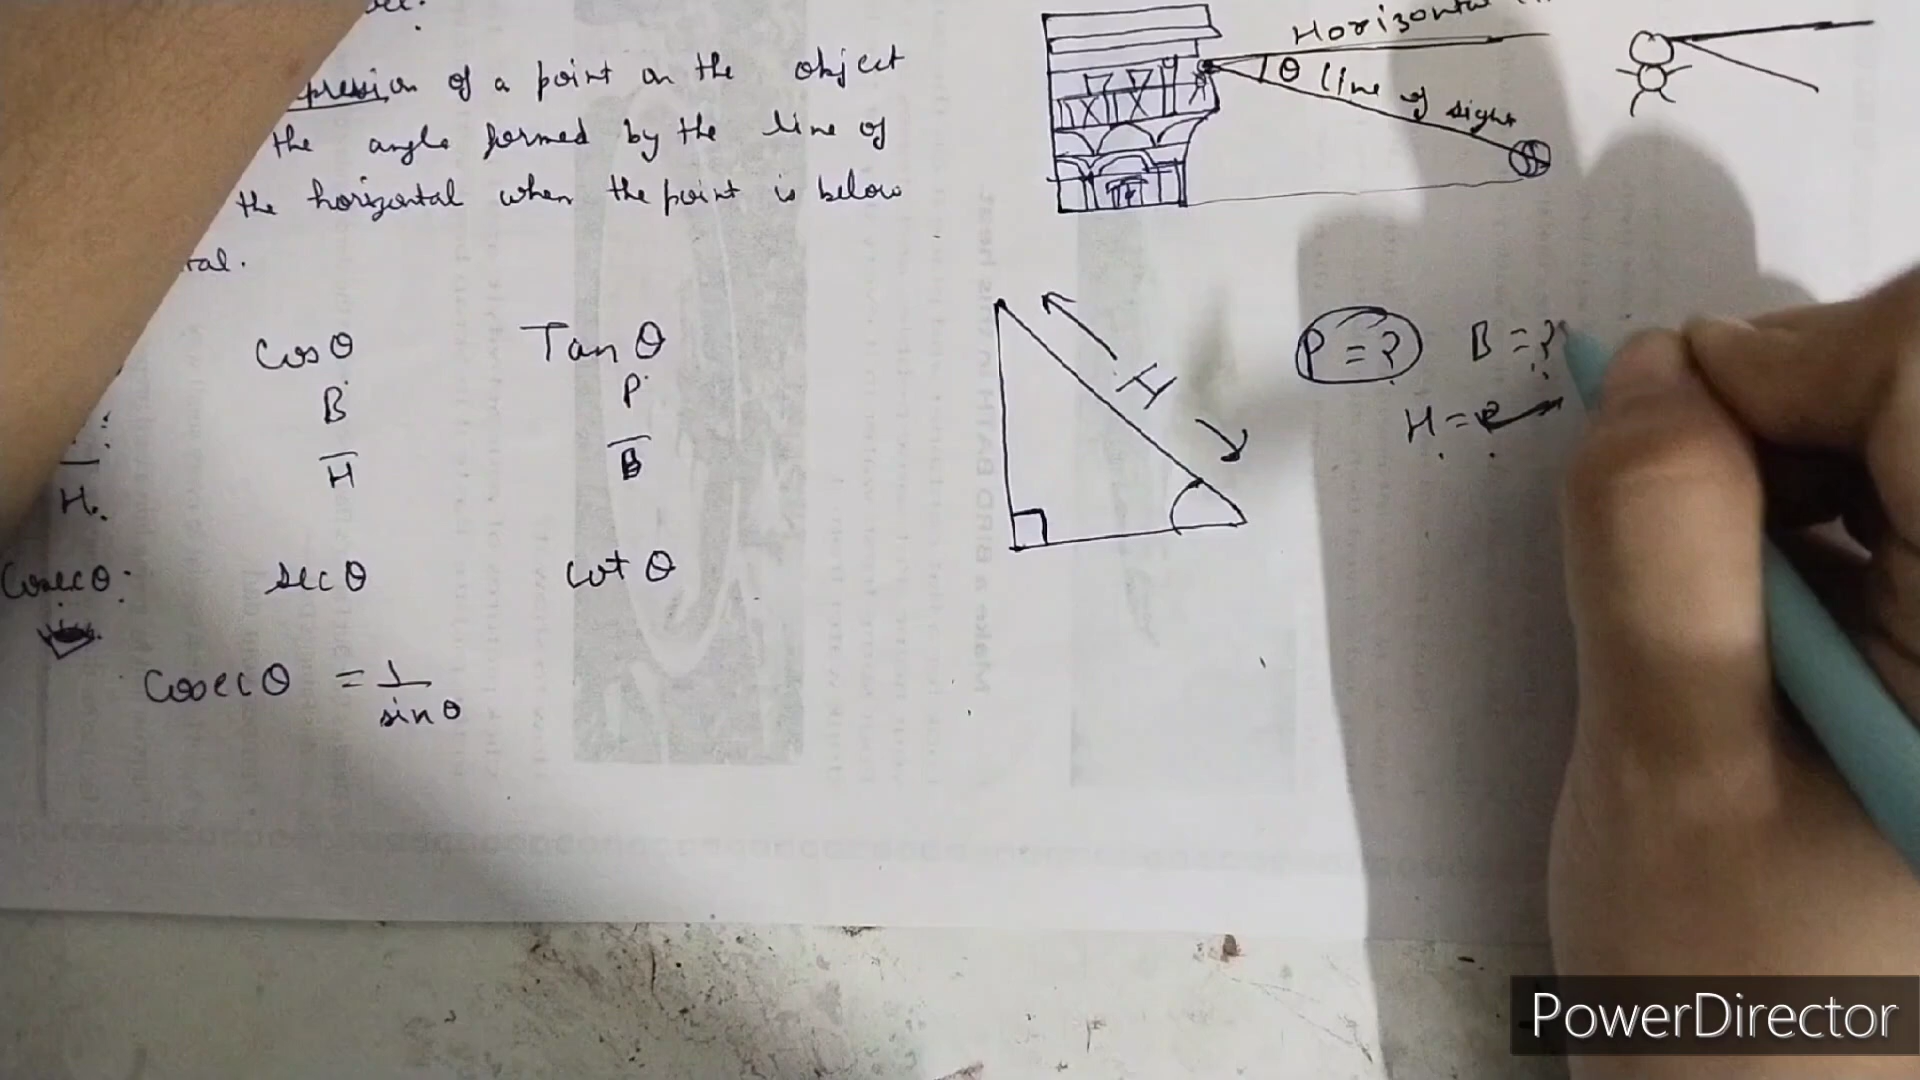 of a point on the object
the angle formed by the line of
the horizontal when the point is below
Horizontal
θ line of sight
Cos θ
Tan θ
B
H
P
B
H.
H
P = ?
B = ?
H =
Cosec θ
sec θ
cot θ
Cosec θ = 1
sin θ
PowerDirector